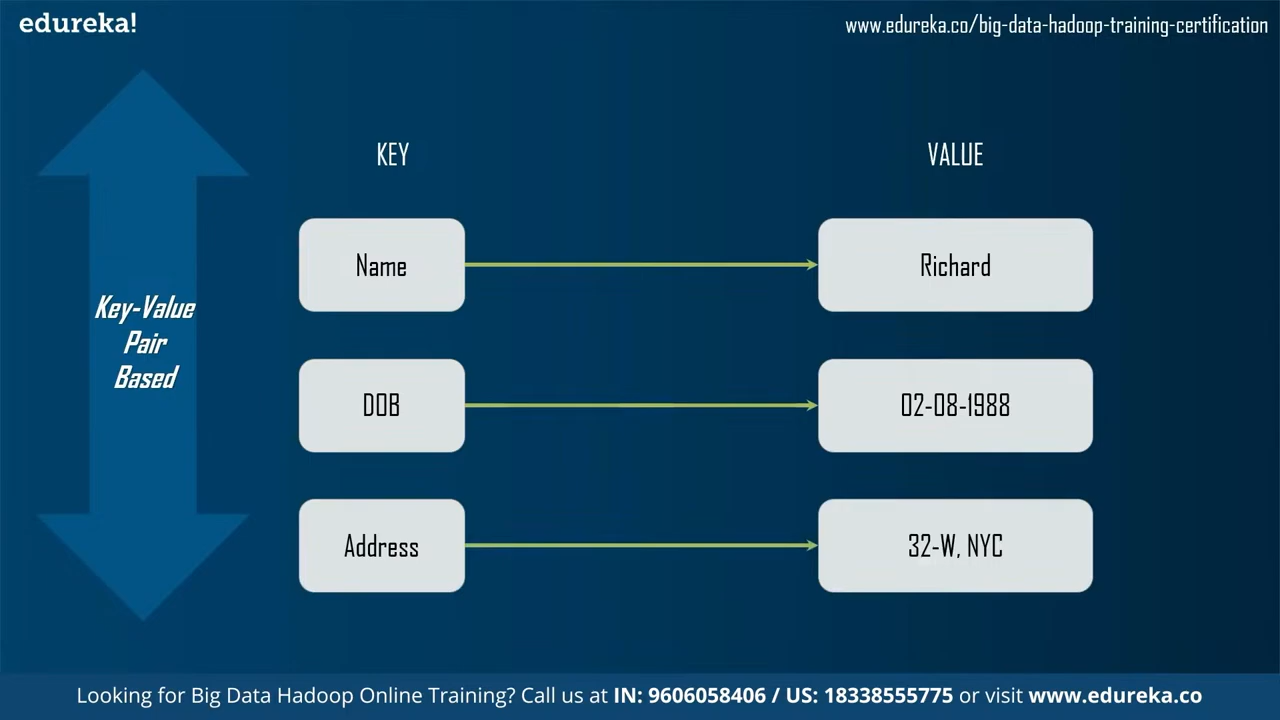 edureka!
www.edureka.co/big-data-hadoop-training-certification
KEY
VALUE
Key-Value
Pair
Based
Name
Richard
DOB
02-08-1988
Address
32-W, NYC
Looking for Big Data Hadoop Online Training? Call us at IN: 9606058406 / US: 18338555775 or visit www.edureka.co